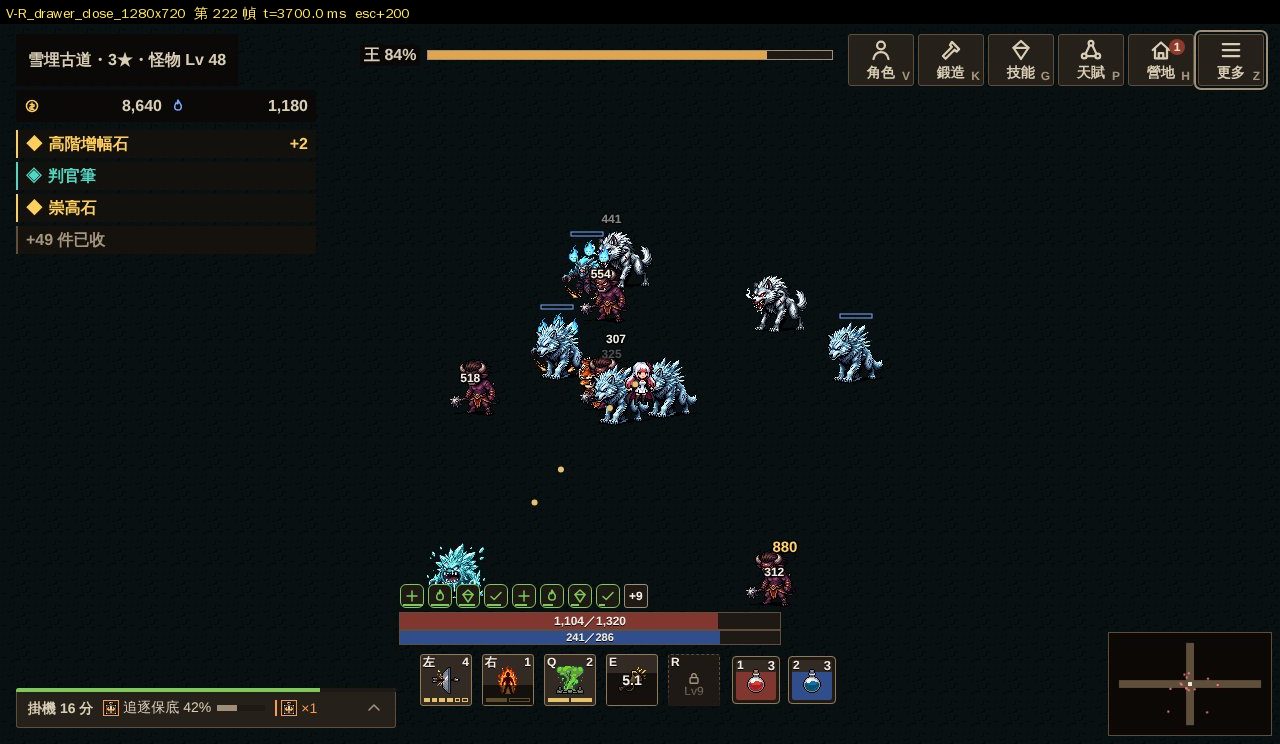 V-R_drawer_close_1280x720 第 222 幀 t=3700.0 ms esc+200
雪埋古道・3★・怪物 Lv 48
王 84%
角色 V
鍛造 K
技能 G
天賦 P
營地 H 1
更多 Z
8,640 1,180
高階增幅石 +2
判官筆
崇高石
+49 件已收
441
554
307
325
518
880
312
+9
1,104／1,320
241／286
左 4
右 1
Q 2
E 5.1
R Lv9
1 3
2 3
掛機 16 分 追逐保底 42% ×1